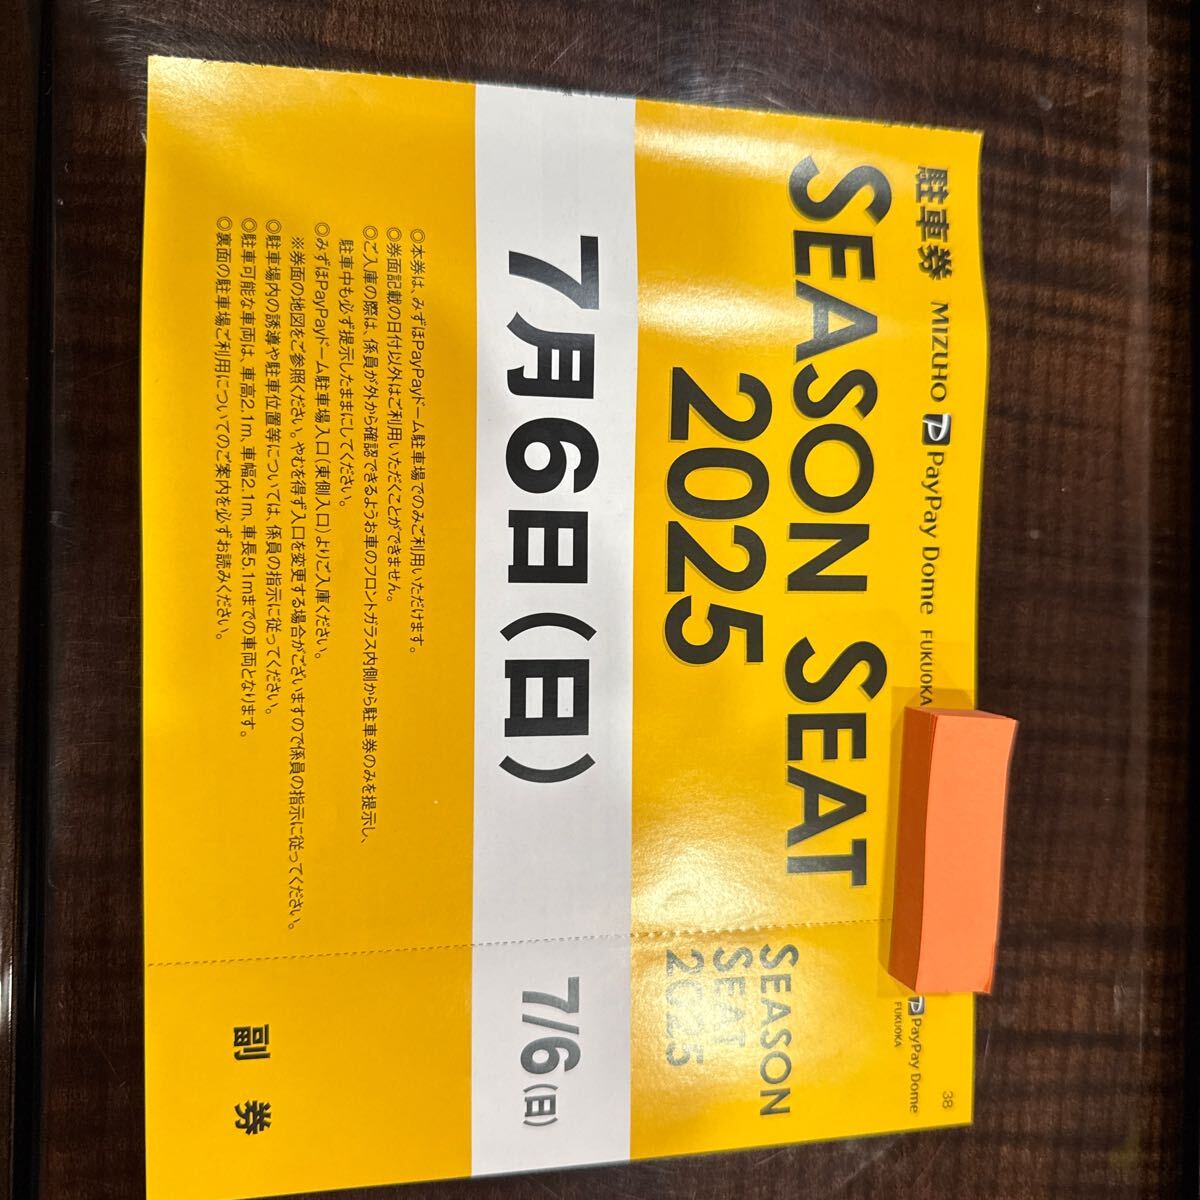 駐車券 MIZUHO PayPay Dome FUKUOKA
SEASON SEAT
2025
7月6日(日)
◎本券は、みずほPayPayドーム駐車場でのみご利用いただけます。
◎券面記載の日付以外はご利用いただくことができません。
◎ご入庫の際は、係員が外から確認できるようお車のフロントガラス内側から駐車券のみを提示し、
駐車中も必ず提示したままにしてください。
◎みずほPayPayドーム駐車場入口(東側入口)よりご入庫ください。
※券面の地図をご参照ください。やむを得ず入口を変更する場合がございますので係員の指示に従ってください。
◎駐車場内の誘導や駐車位置等については、係員の指示に従ってください。
◎駐車可能な車両は、車高2.1m、車幅2.1m、車長5.1mまでの車両となります。
◎裏面の駐車場ご利用についてのご案内を必ずお読みください。
38
PayPay Dome
FUKUOKA
SEASON
SEAT
2025
7/6(日)
副券